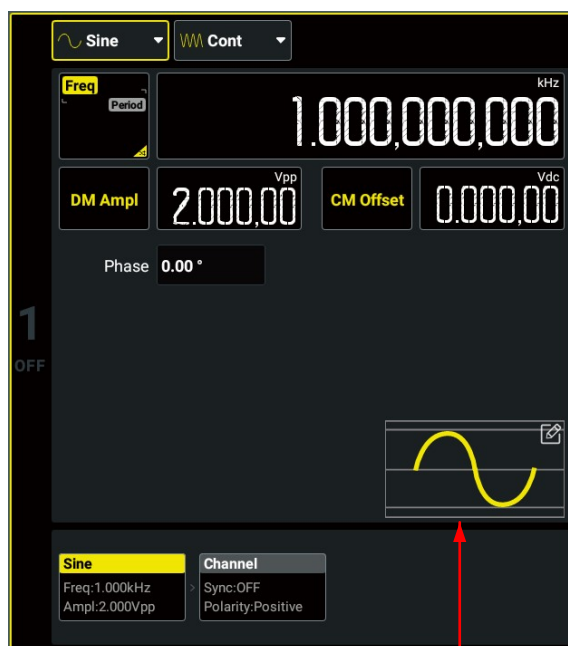 Sine Cont
Freq
Period
kHz
1.000,000,000
DM Ampl
Vpp
2.000,00
CM Offset
Vdc
0.000,00
Phase 0.00 °
1
OFF
Sine
Freq:1.000kHz
Ampl:2.000Vpp
>
Channel
Sync:OFF
Polarity:Positive